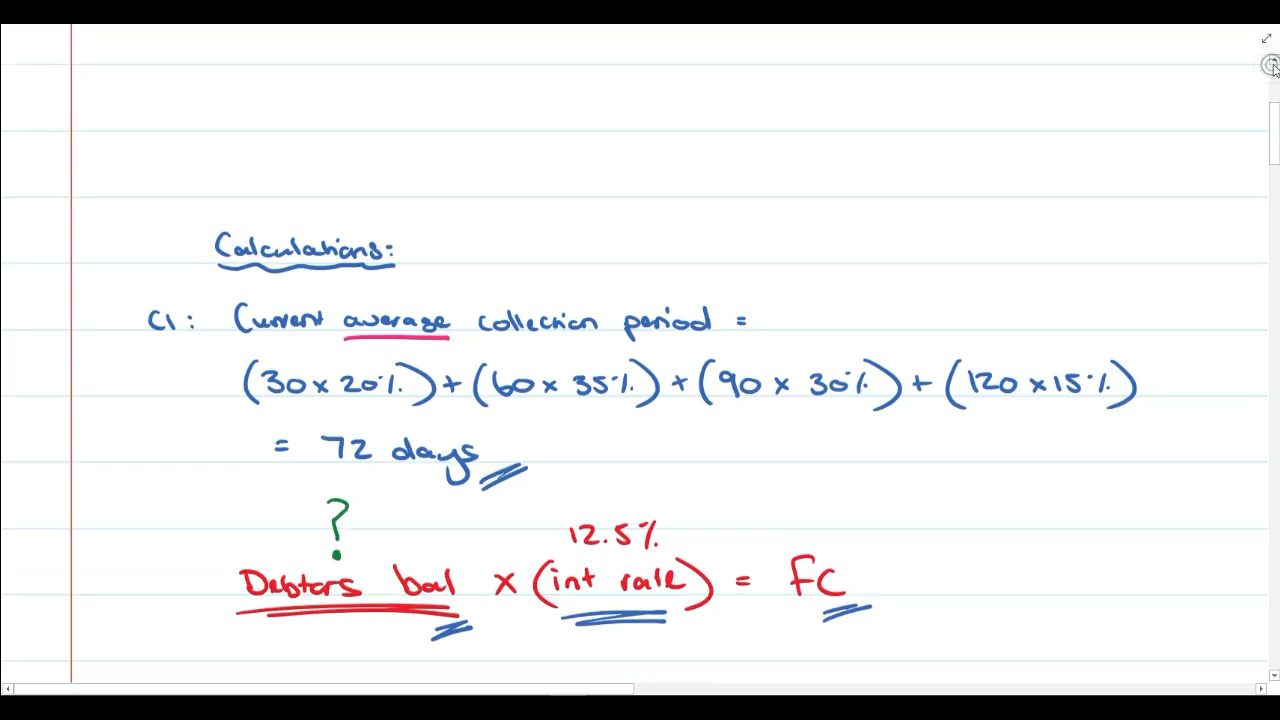 Calculations:
C1: Current average collection period =
(30 x 20%) + (60 x 35%) + (90 x 30%) + (120 x 15%)
= 72 days
?
12.5%
Debtors bal x (int rate) = FC